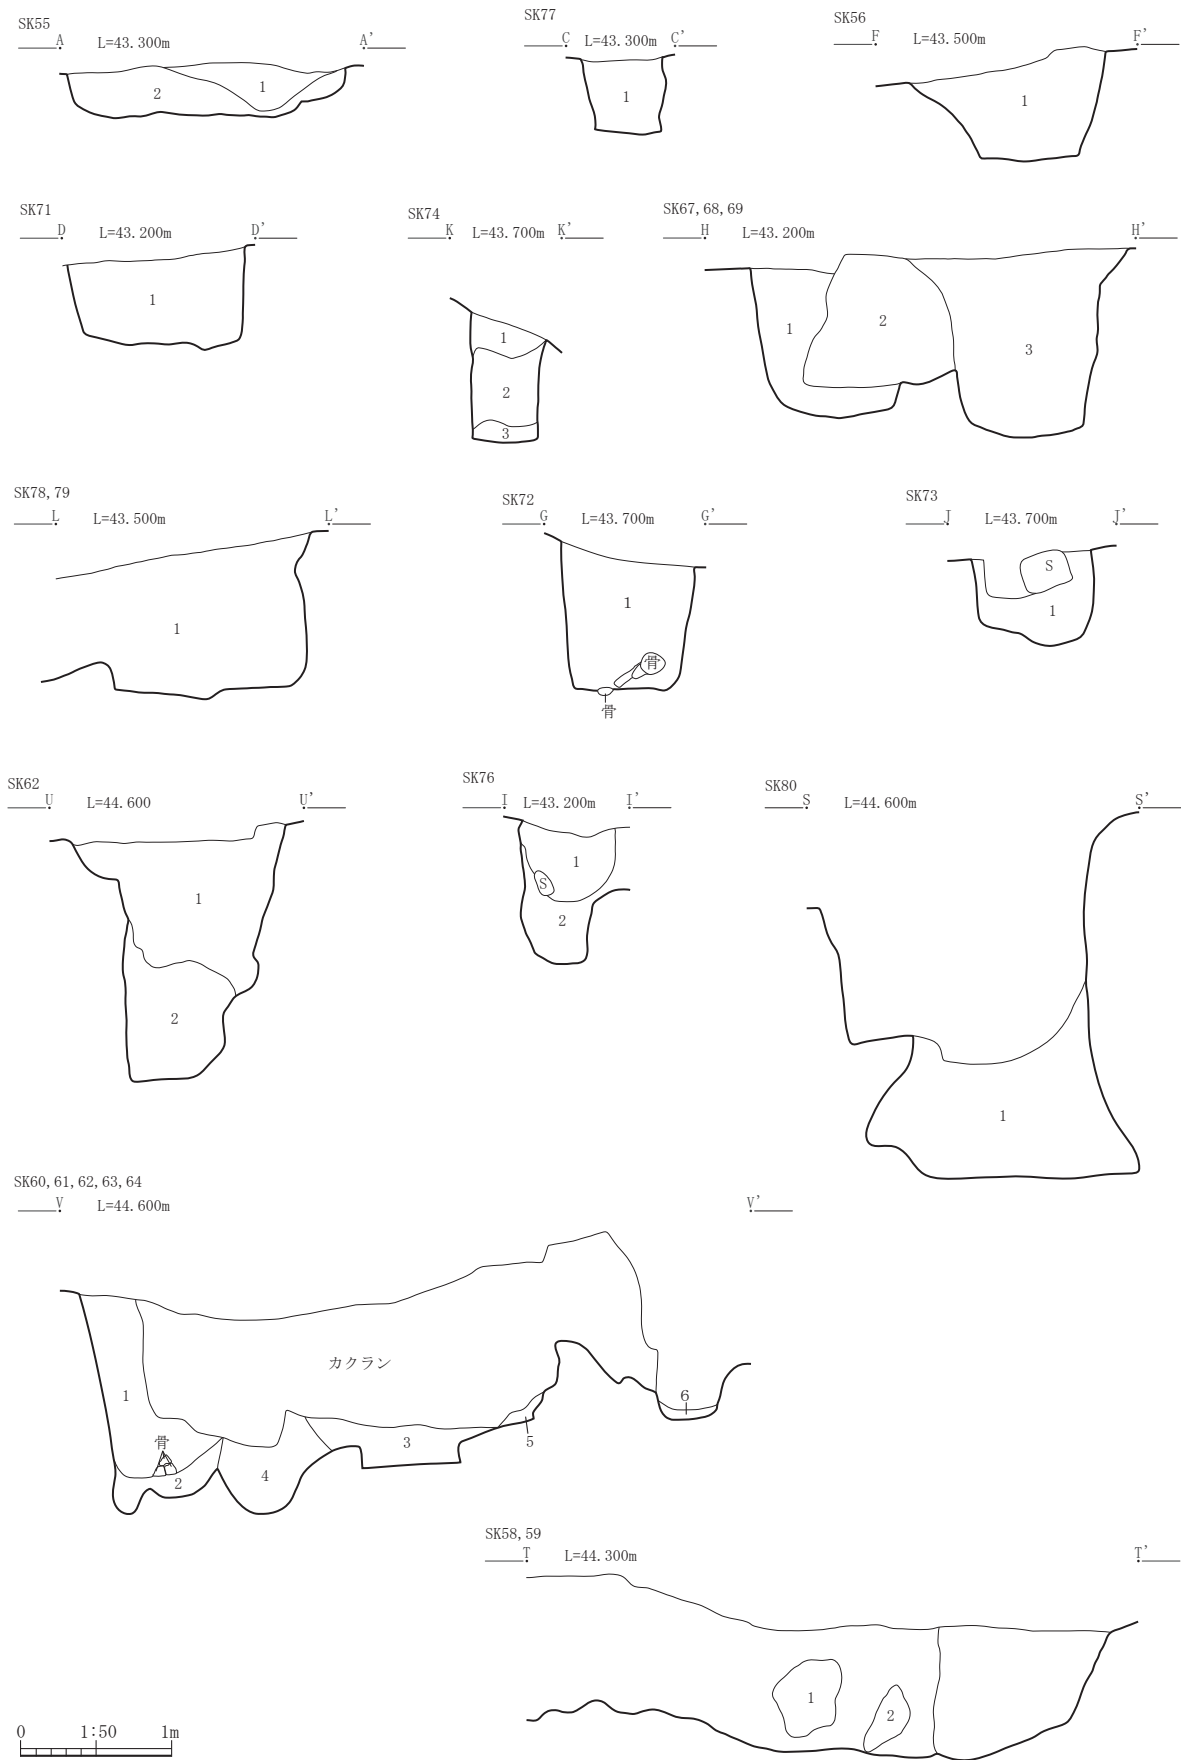 SK55
A L=43.300m A'
1
2
SK77
C L=43.300m C'
1
SK56
F L=43.500m F'
1
SK71
D L=43.200m D'
1
SK74
K L=43.700m K'
1
2
3
SK67,68,69
H L=43.200m H'
1
2
3
SK78,79
L L=43.500m L'
1
SK72
G L=43.700m G'
1
骨
骨
SK73
J L=43.700m J'
S
1
SK62
U L=44.600 U'
1
2
SK76
I L=43.200m I'
1
S
2
SK80
S L=44.600m S'
1
SK60,61,62,63,64
V L=44.600m V'
カクラン
1
6
骨
3
5
4
2
SK58,59
T L=44.300m T'
1
2
0 1:50 1m